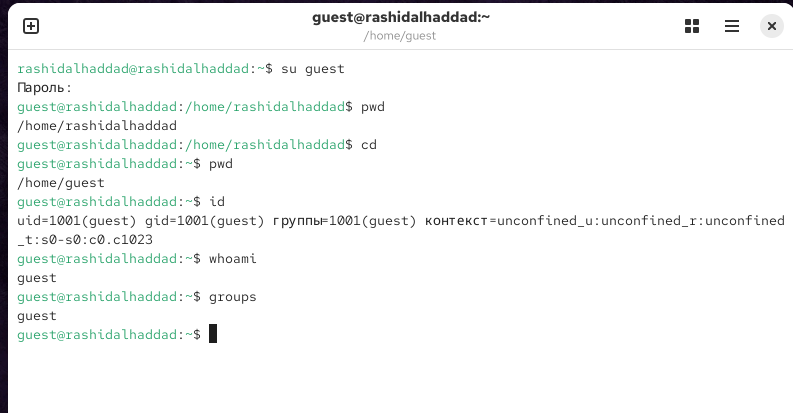 guest@rashidalhaddad:~
/home/guest
rashidalhaddad@rashidalhaddad:~$ su guest
Пароль:
guest@rashidalhaddad:/home/rashidalhaddad$ pwd
/home/rashidalhaddad
guest@rashidalhaddad:/home/rashidalhaddad$ cd
guest@rashidalhaddad:~$ pwd
/home/guest
guest@rashidalhaddad:~$ id
uid=1001(guest) gid=1001(guest) группы=1001(guest) контекст=unconfined_u:unconfined_r:unconfined
_t:s0-s0:c0.c1023
guest@rashidalhaddad:~$ whoami
guest
guest@rashidalhaddad:~$ groups
guest
guest@rashidalhaddad:~$